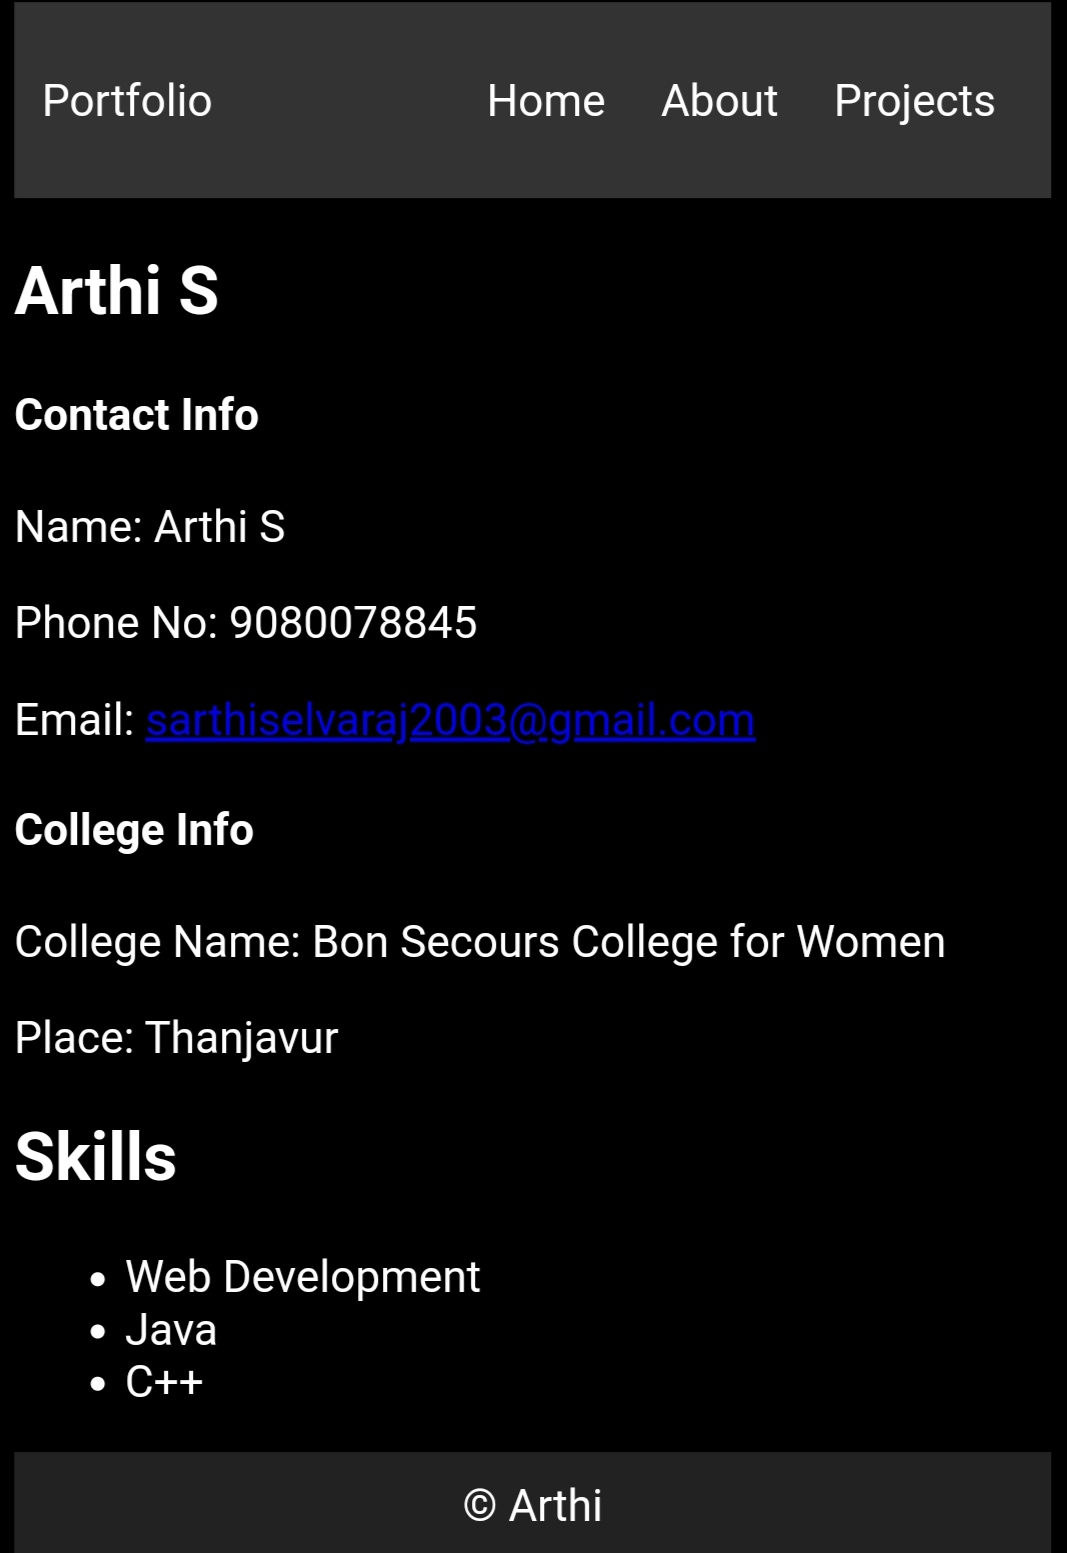 Portfolio Home About Projects
Arthi S
Contact Info
Name: Arthi S
Phone No: 9080078845
Email: sarthiselvaraj2003@gmail.com
College Info
College Name: Bon Secours College for Women
Place: Thanjavur
Skills
• Web Development
• Java
• C++
© Arthi